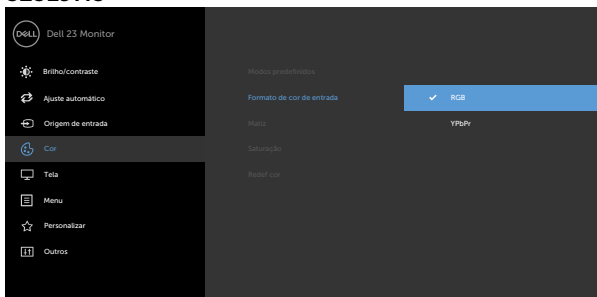 DELL
Dell 23 Monitor
Brilho/contraste
Ajuste automático
Origem de entrada
Cor
Tela
Menu
Personalizar
Outros
Modos predefinidos
Formato de cor de entrada
Matiz
Saturação
Redef cor
RGB
YPbPr